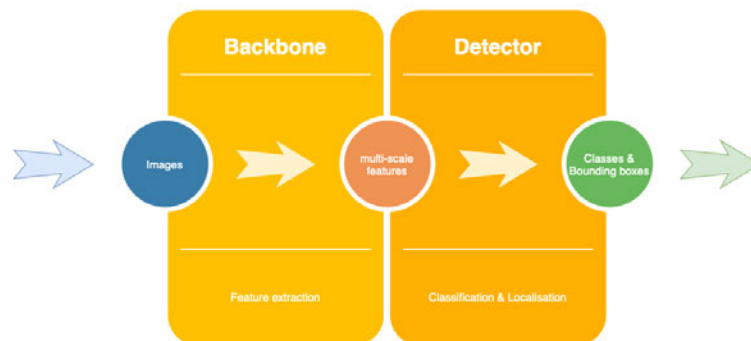 Backbone
Detector
Images
multi-scale
features
Classes &
Bounding boxes
Feature extraction
Classification & Localisation